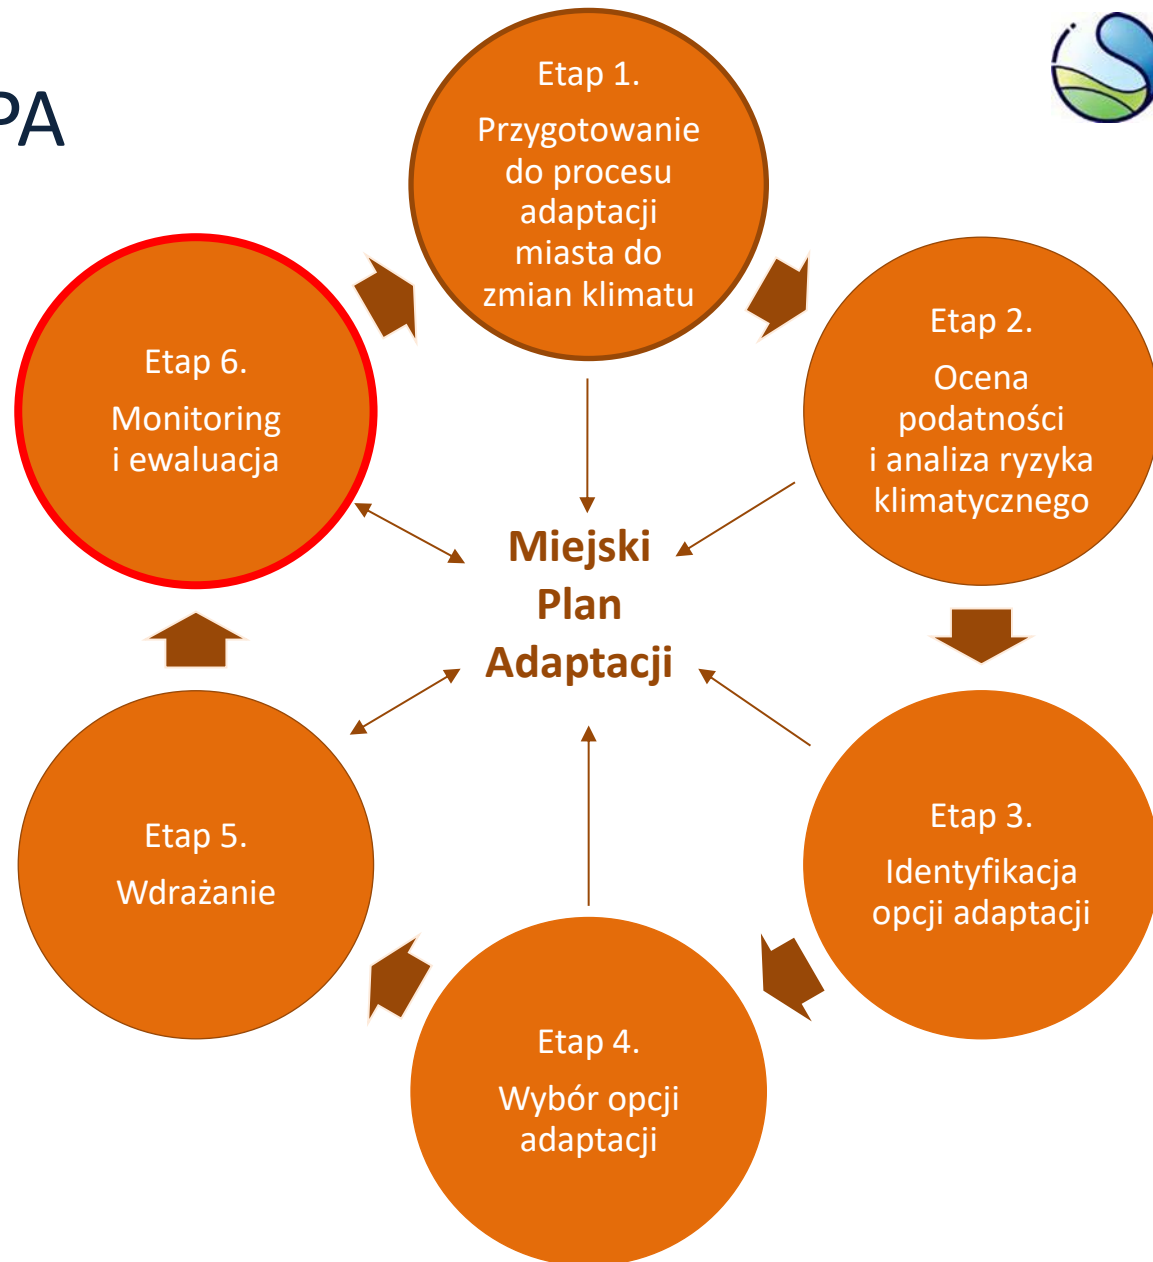 PA
Etap 1.
Przygotowanie
do procesu
adaptacji
miasta do
zmian klimatu
Etap 2.
Ocena
podatności
i analiza ryzyka
klimatycznego
Etap 3.
Identyfikacja
opcji adaptacji
Etap 4.
Wybór opcji
adaptacji
Etap 5.
Wdrażanie
Etap 6.
Monitoring
i ewaluacja
Miejski
Plan
Adaptacji